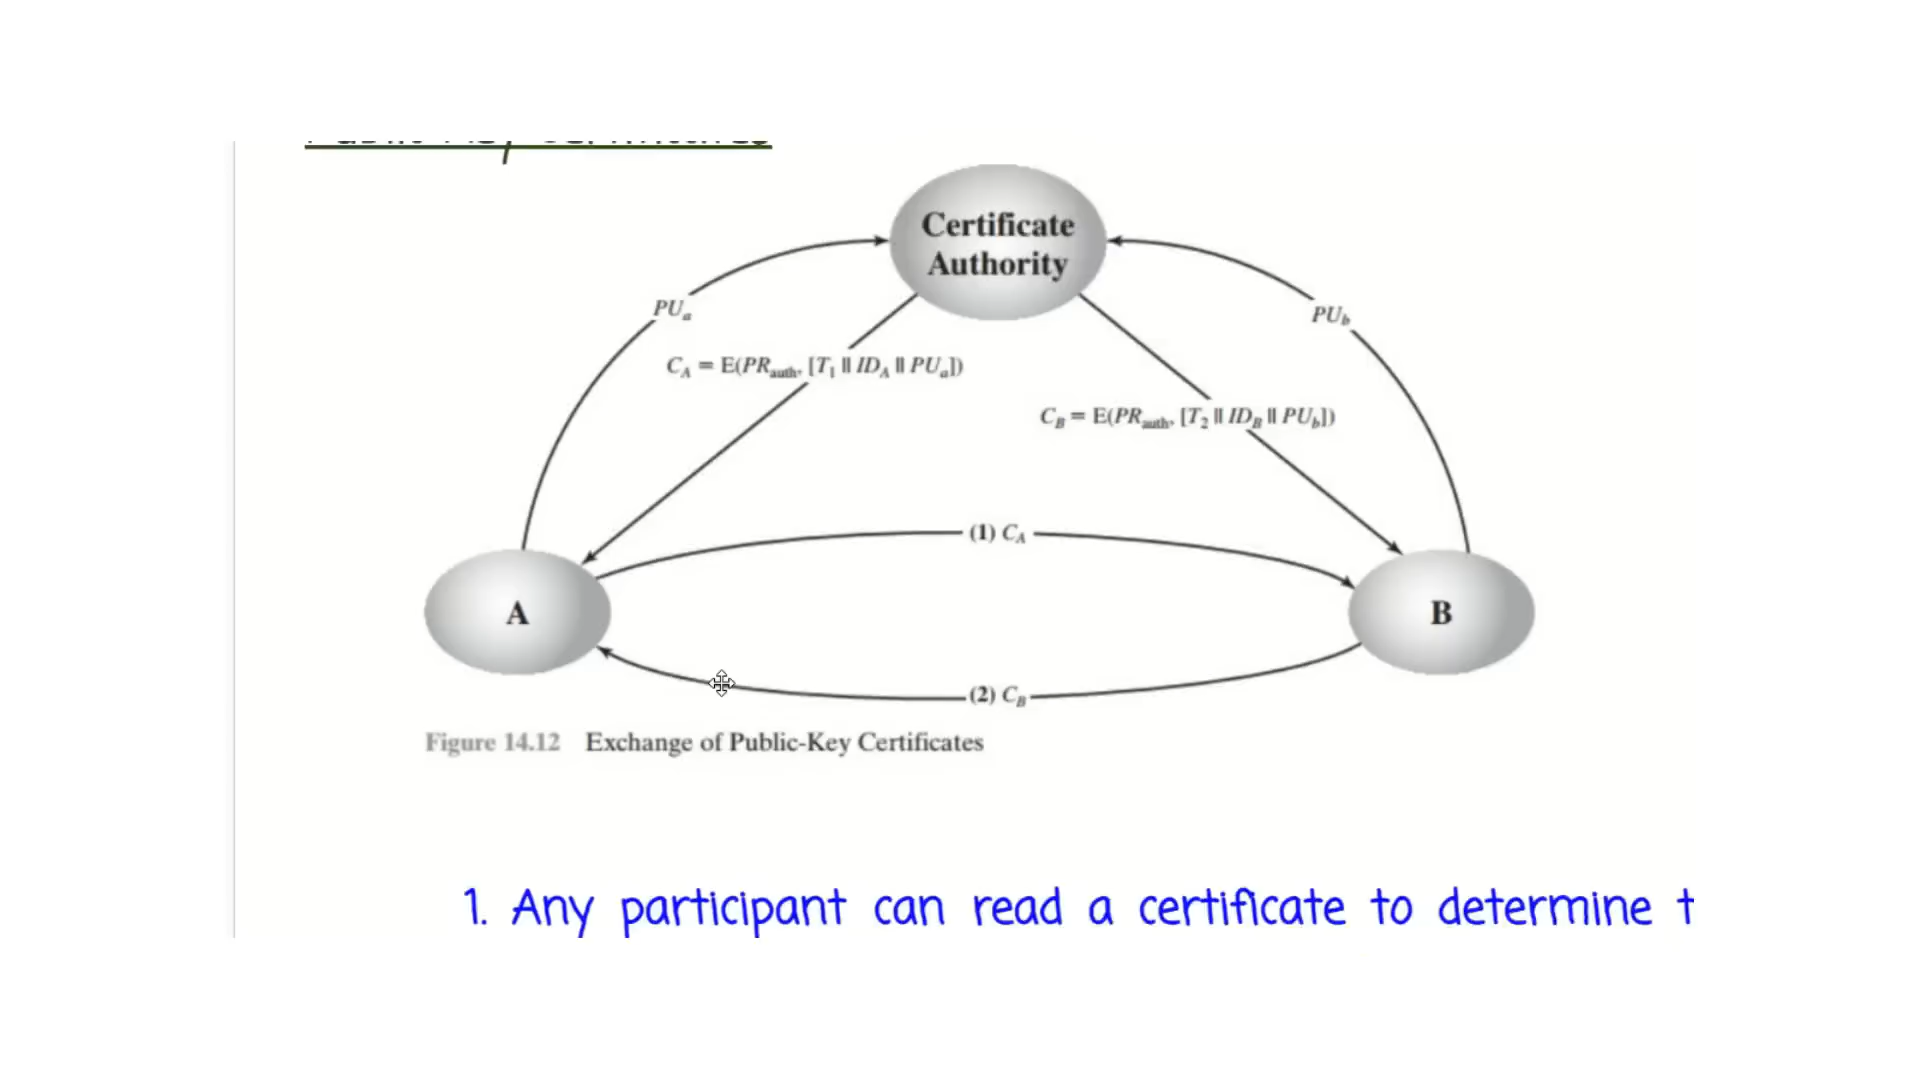 Certificate
Authority
PUa
PUb
CA = E(PRauth, [T1 || IDA || PUa])
CB = E(PRauth, [T2 || IDB || PUb])
(1) CA
A
B
(2) CB
Figure 14.12 Exchange of Public-Key Certificates
1. Any participant can read a certificate to determine t